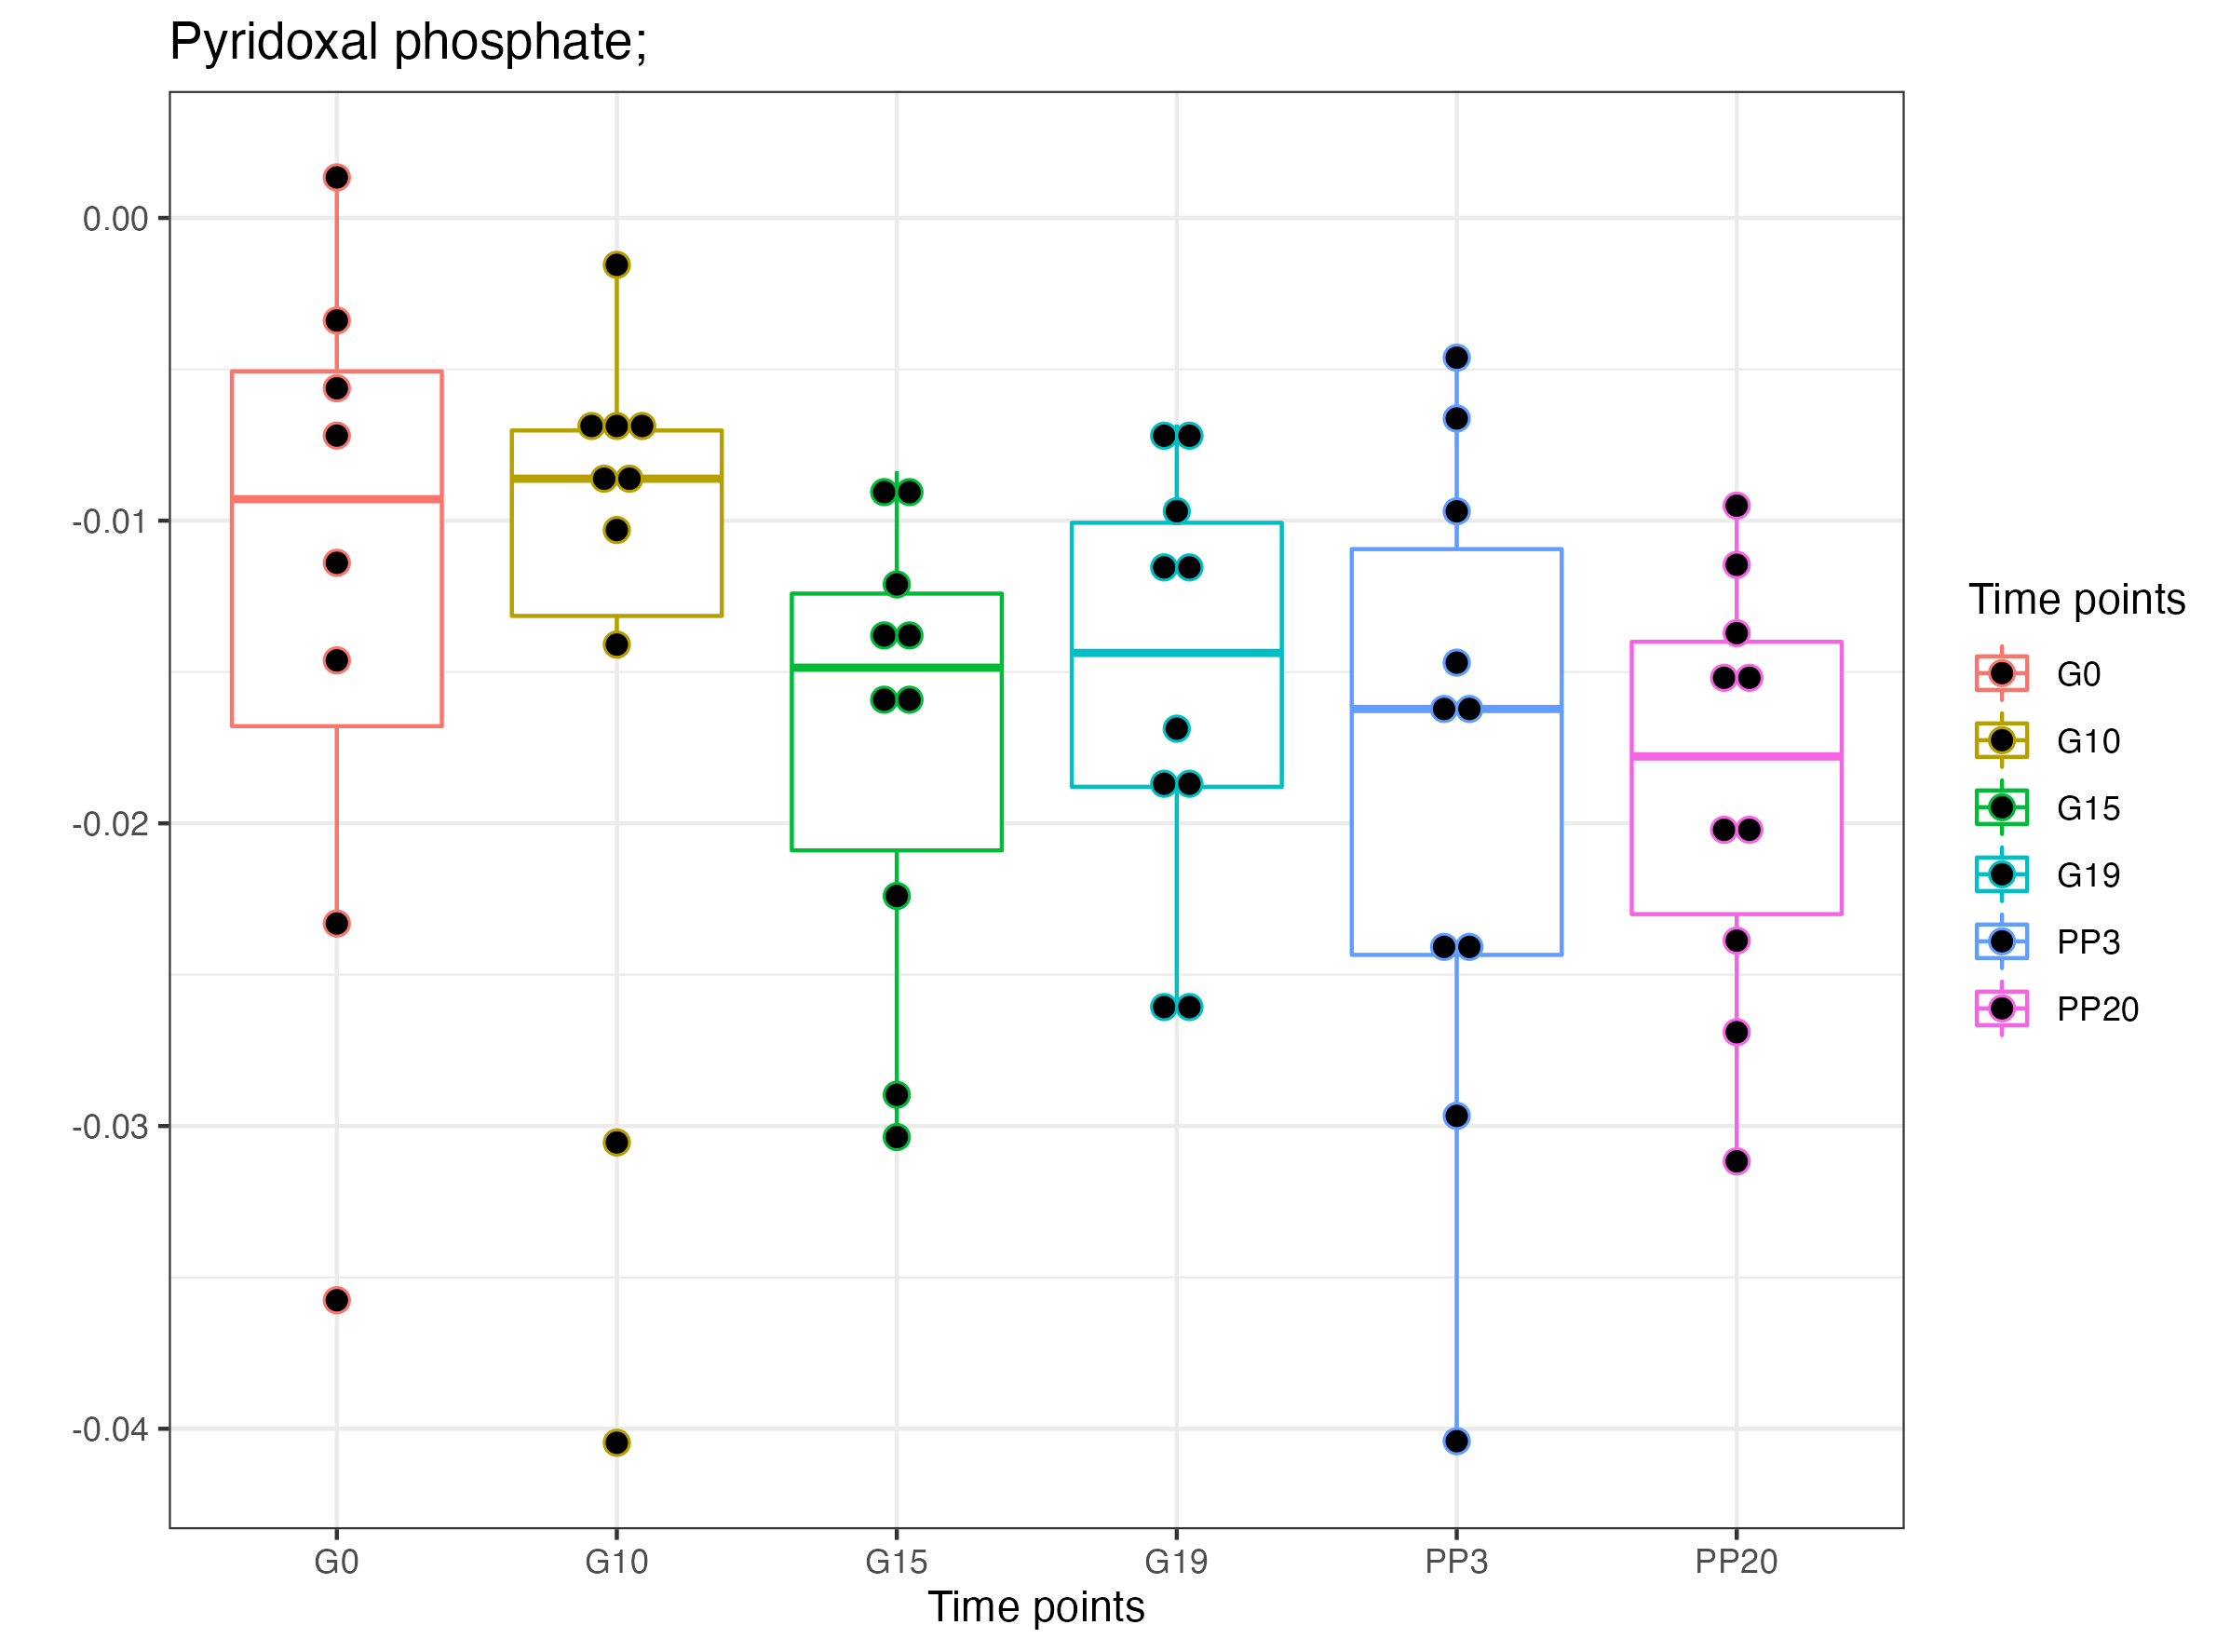 Pyridoxal phosphate;
0.00
-0.01
-0.02
-0.03
-0.04
G0 G10 G15 G19 PP3 PP20
Time points
Time points
G0
G10
G15
G19
PP3
PP20